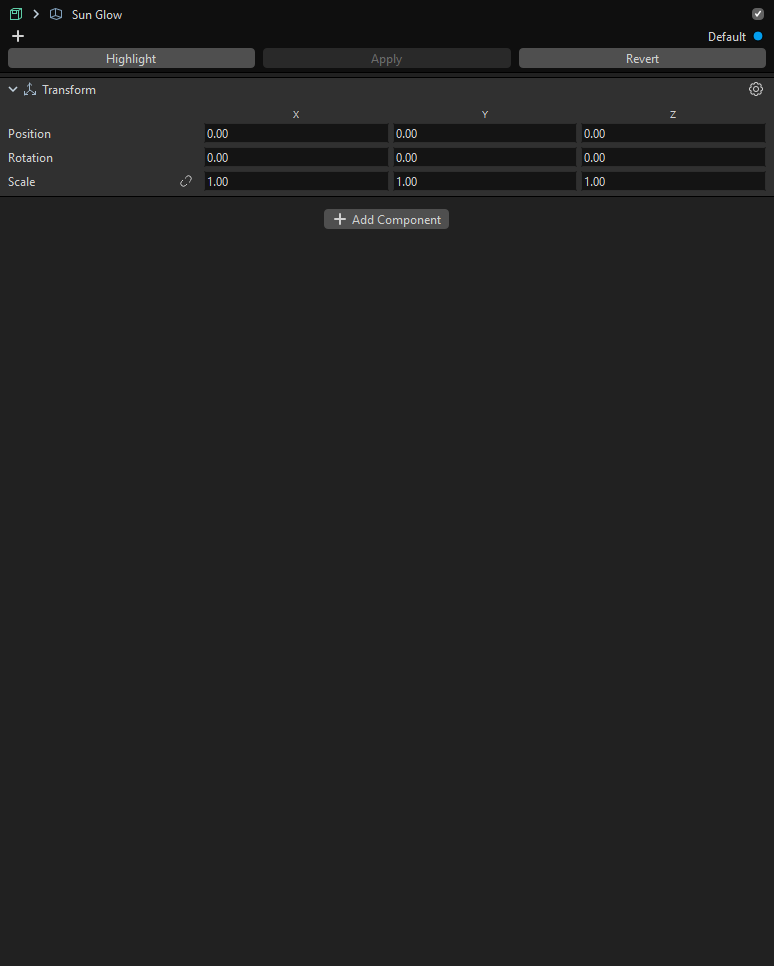 Sun Glow
Default
Highlight Apply Revert
Transform
X Y Z
Position 0.00 0.00 0.00
Rotation 0.00 0.00 0.00
Scale 1.00 1.00 1.00
Add Component